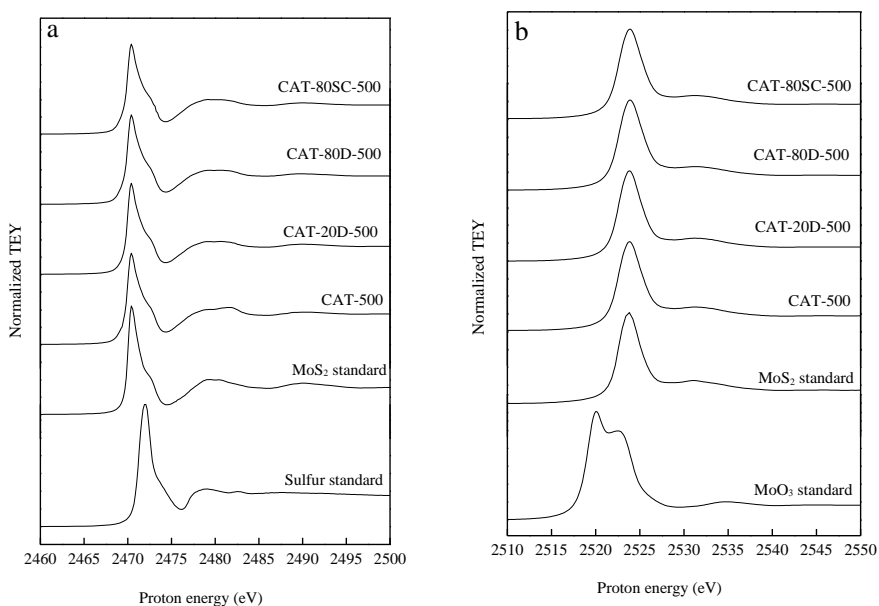 a
CAT-80SC-500
CAT-80D-500
CAT-20D-500
CAT-500
MoS₂ standard
Sulfur standard
Normalized TEY
2460 2465 2470 2475 2480 2485 2490 2495 2500
Proton energy (eV)
b
CAT-80SC-500
CAT-80D-500
CAT-20D-500
CAT-500
MoS₂ standard
MoO₃ standard
Normalized TEY
2510 2515 2520 2525 2530 2535 2540 2545 2550
Proton energy (eV)